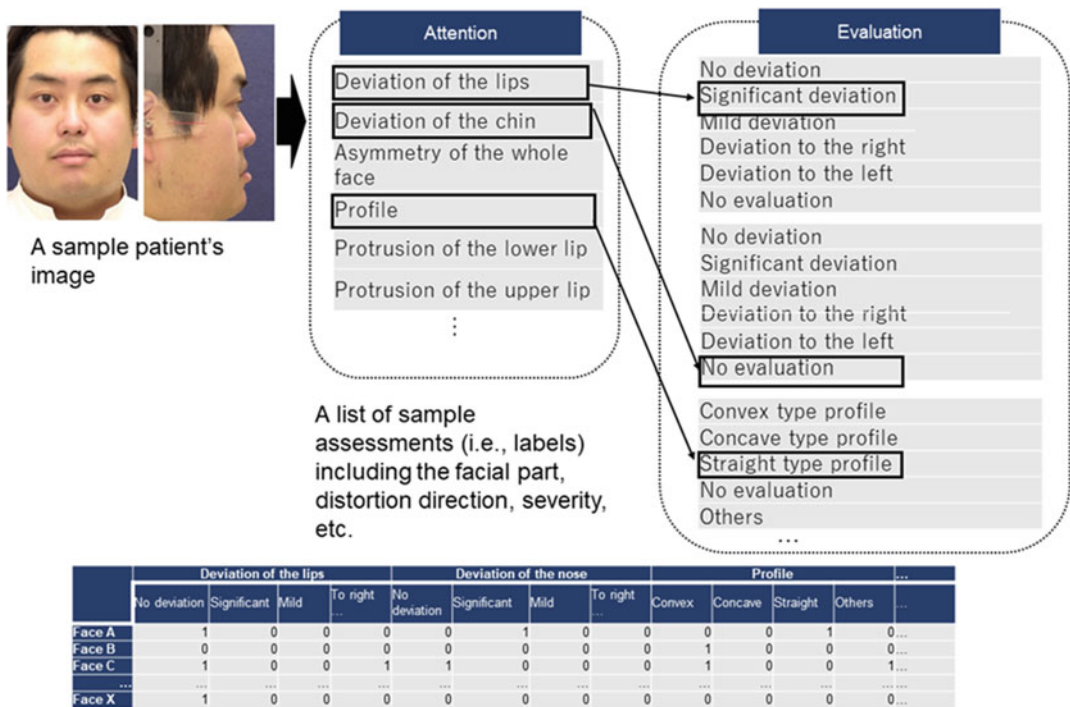 Attention
Evaluation
Deviation of the lips
Deviation of the chin
Asymmetry of the whole
face
Profile
Protrusion of the lower lip
Protrusion of the upper lip
⋮
No deviation
Significant deviation
Mild deviation
Deviation to the right
Deviation to the left
No evaluation
No deviation
Significant deviation
Mild deviation
Deviation to the right
Deviation to the left
No evaluation
Convex type profile
Concave type profile
Straight type profile
No evaluation
Others
...
A sample patient's
image
A list of sample
assessments (i.e., labels)
including the facial part,
distortion direction, severity,
etc.
Deviation of the lips Deviation of the nose Profile ...
No deviation Significant Mild To right ... No deviation Significant Mild To right ... Convex Concave Straight Others ...
Face A 1 0 0 0 0 1 0 0 0 0 1 0 ...
Face B 0 0 0 0 0 0 0 0 1 0 0 0 ...
Face C 1 0 0 1 1 0 0 0 1 0 0 1 ...
... ... ... ... ... ... ... ... ... ... ... ... ... ...
Face X 1 0 0 0 0 0 0 0 0 0 0 0 ...